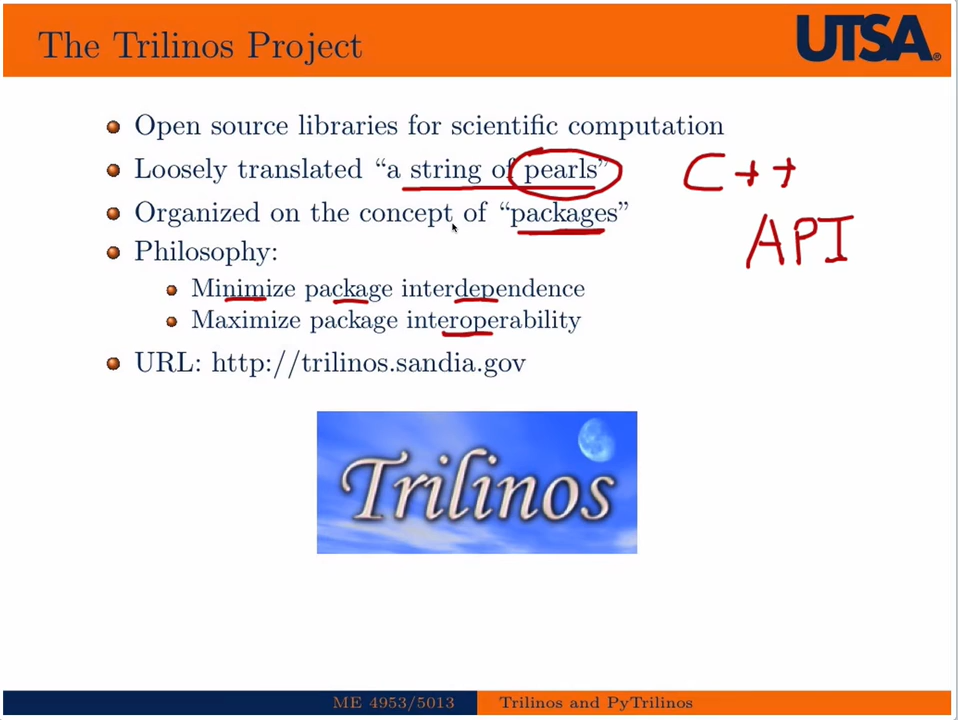 The Trilinos Project
UTSA®
Open source libraries for scientific computation
Loosely translated “a string of pearls”
C++
API
Organized on the concept of “packages”
Philosophy:
Minimize package interdependence
Maximize package interoperability
URL: http://trilinos.sandia.gov
Trilinos
ME 4953/5013
Trilinos and PyTrilinos